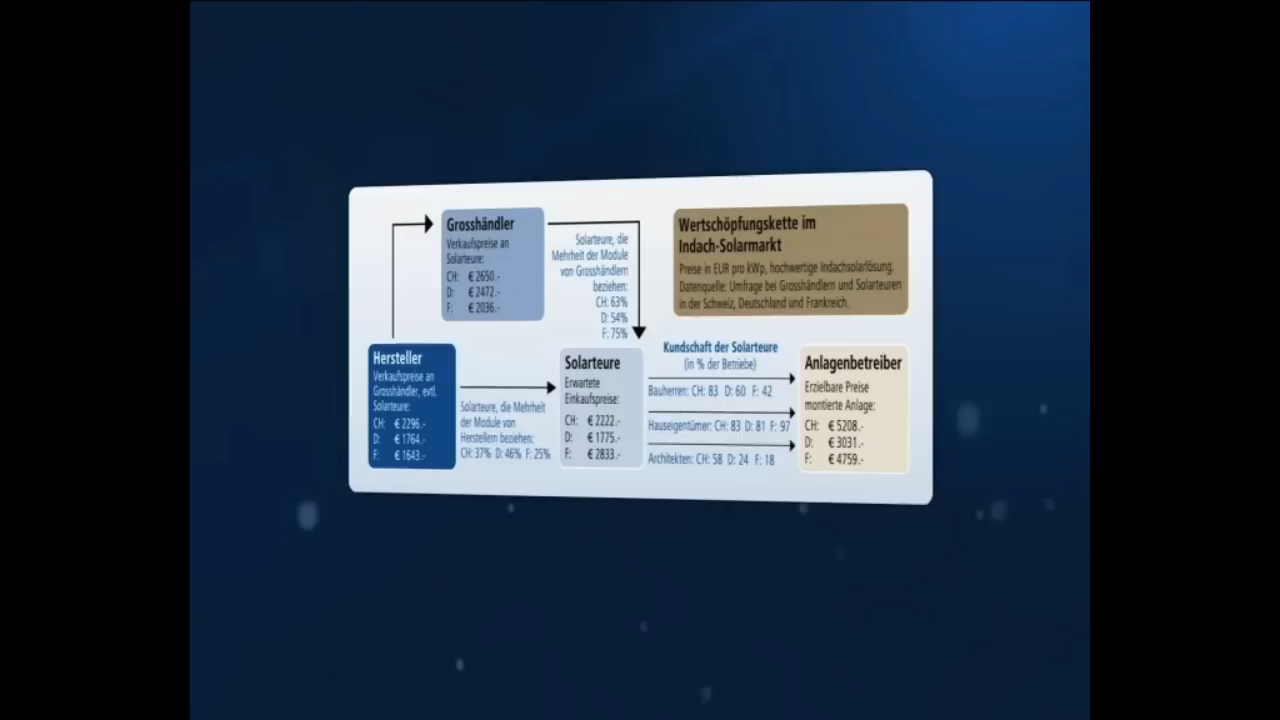 Grosshändler
Verkaufspreise an
Solarteure:
CH: € 2650.-
D: € 2472.-
F: € 2036.-
Solarteure, die
Mehrheit der Module
von Grosshändlern
beziehen:
CH: 63%
D: 54%
F: 75%
Wertschöpfungskette im
Indach-Solarmarkt
Preise in EUR pro kWp, hochwertige Indachsolarlösung.
Datenquelle: Umfrage bei Grosshändlern und Solarteuren
in der Schweiz, Deutschland und Frankreich.
Hersteller
Verkaufspreise an
Grosshändler, evtl.
Solarteure:
CH: € 2296.-
D: € 1764.-
F: € 1643.-
Solarteure, die Mehrheit
der Module von
Herstellern beziehen:
CH: 37% D: 46% F: 25%
Solarteure
Erwartete
Einkaufspreise:
CH: € 2222.-
D: € 1775.-
F: € 2833.-
Kundschaft der Solarteure
(in % der Betriebe)
Bauherren: CH: 83 D: 60 F: 42
Hauseigentümer: CH: 83 D: 81 F: 97
Architekten: CH: 58 D: 24 F: 18
Anlagenbetreiber
Erzielbare Preise
montierte Anlage:
CH: € 5208.-
D: € 3031.-
F: € 4759.-